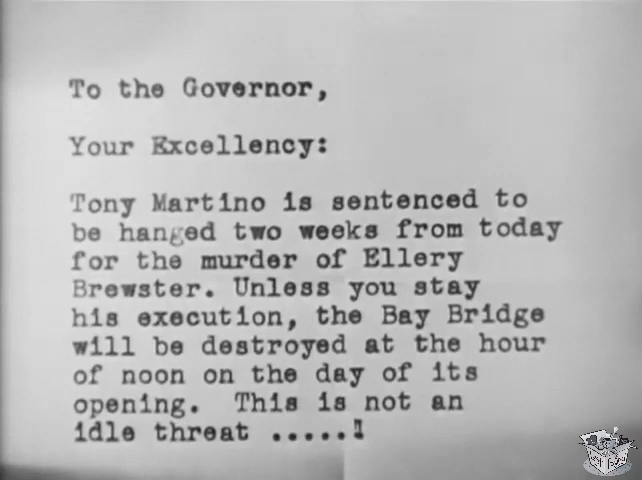 To the Governor,
Your Excellency:
Tony Martino is sentenced to
be hanged two weeks from today
for the murder of Ellery
Brewster. Unless you stay
his execution, the Bay Bridge
will be destroyed at the hour
of noon on the day of its
opening. This is not an
idle threat .....!